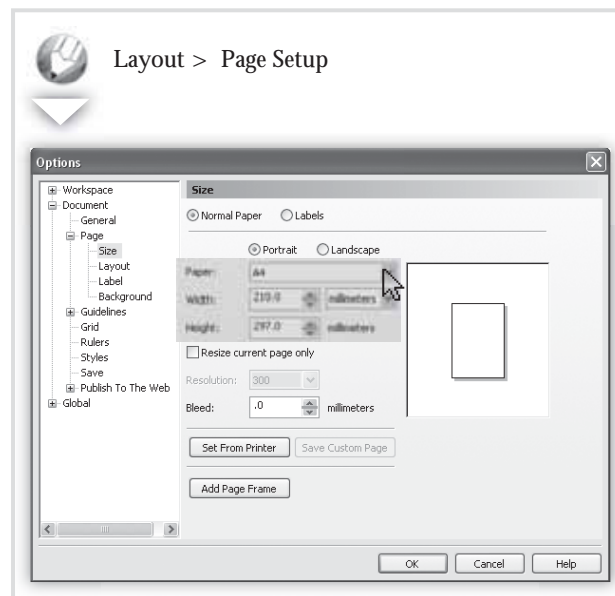 Layout > Page Setup
Options
Workspace
Document
General
Page
Size
Layout
Label
Background
Guidelines
Grid
Rulers
Styles
Save
Publish To The Web
Global
Size
Normal Paper Labels
Portrait Landscape
Paper: A4
Width: 210.0 millimeters
Height: 297.0 millimeters
Resize current page only
Resolution: 300
Bleed: .0 millimeters
Set From Printer Save Custom Page
Add Page Frame
OK Cancel Help